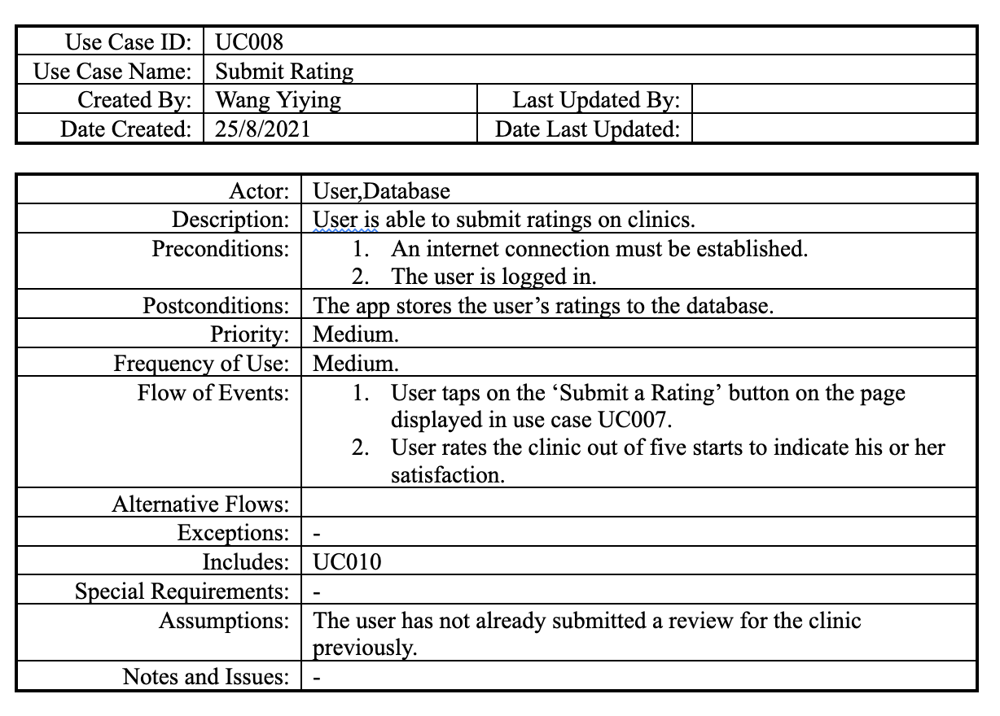 Use Case ID: UC008
Use Case Name: Submit Rating
Created By: Wang Yiying Last Updated By:
Date Created: 25/8/2021 Date Last Updated:
Actor: User,Database
Description: User is able to submit ratings on clinics.
Preconditions: 1. An internet connection must be established.
2. The user is logged in.
Postconditions: The app stores the user’s ratings to the database.
Priority: Medium.
Frequency of Use: Medium.
Flow of Events: 1. User taps on the ‘Submit a Rating’ button on the page
displayed in use case UC007.
2. User rates the clinic out of five starts to indicate his or her
satisfaction.
Alternative Flows:
Exceptions: -
Includes: UC010
Special Requirements: -
Assumptions: The user has not already submitted a review for the clinic
previously.
Notes and Issues: -